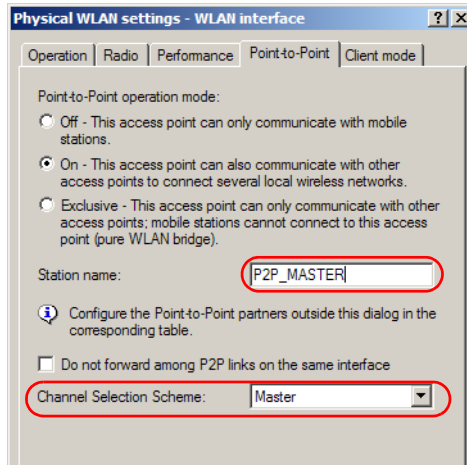 Physical WLAN settings - WLAN interface
Operation Radio Performance Point-to-Point Client mode
Point-to-Point operation mode:
Off - This access point can only communicate with mobile
stations.
On - This access point can also communicate with other
access points to connect several local wireless networks.
Exclusive - This access point can only communicate with other
access points; mobile stations cannot connect to this access
point (pure WLAN bridge).
Station name: P2P_MASTER
Configure the Point-to-Point partners outside this dialog in the
corresponding table.
Do not forward among P2P links on the same interface
Channel Selection Scheme: Master